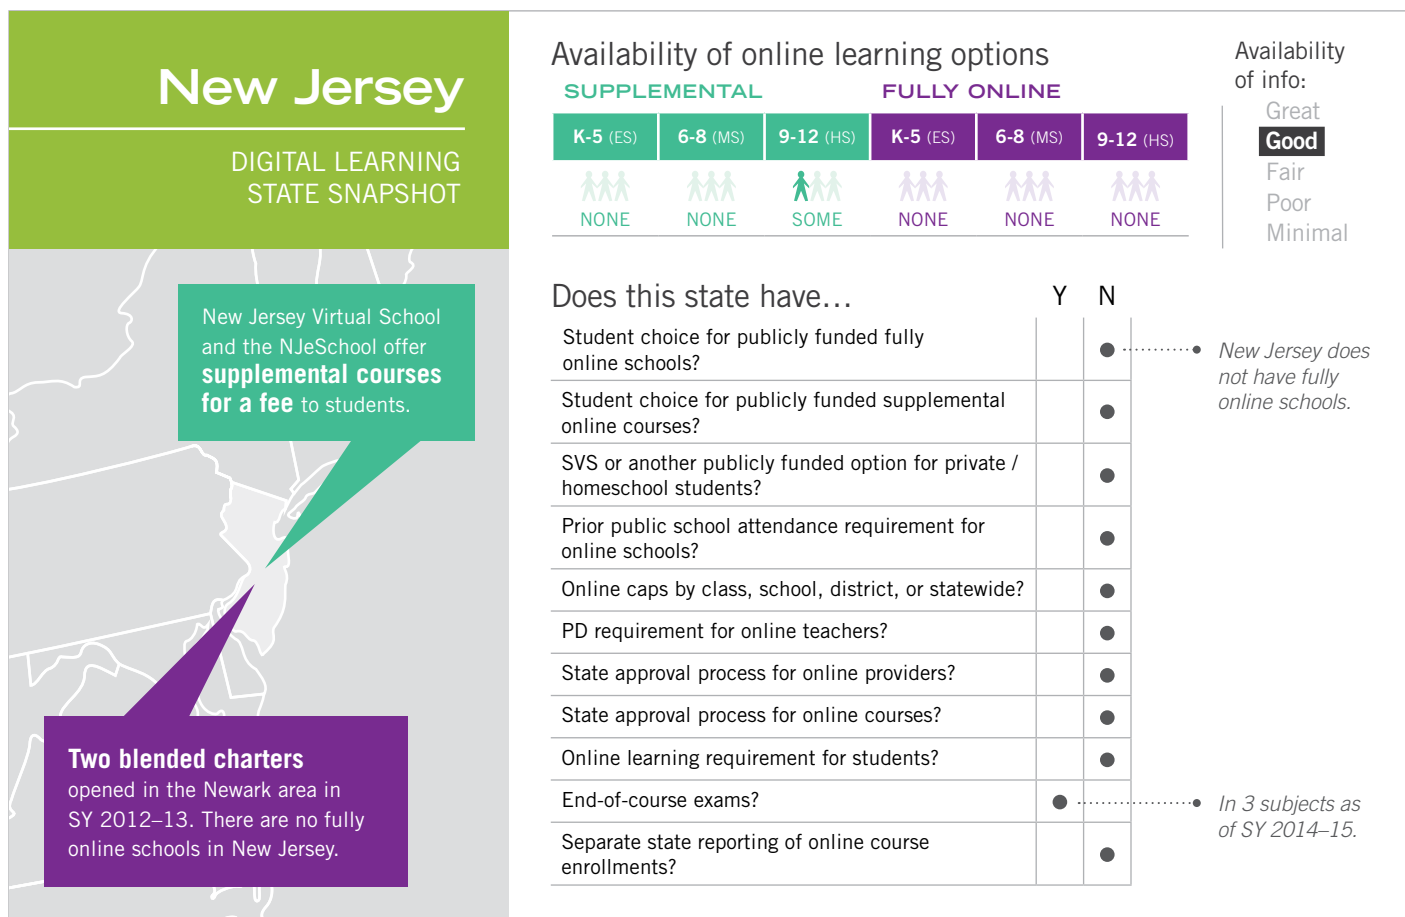 New Jersey
DIGITAL LEARNING
STATE SNAPSHOT
New Jersey Virtual School
and the NJeSchool offer
supplemental courses
for a fee to students.
Two blended charters
opened in the Newark area in
SY 2012–13. There are no fully
online schools in New Jersey.
Availability of online learning options
SUPPLEMENTAL FULLY ONLINE
K-5 (ES) 6-8 (MS) 9-12 (HS) K-5 (ES) 6-8 (MS) 9-12 (HS)
NONE NONE SOME NONE NONE NONE
Availability
of info:
Great
Good
Fair
Poor
Minimal
Does this state have... Y N
Student choice for publicly funded fully
online schools?
New Jersey does
not have fully
online schools.
Student choice for publicly funded supplemental
online courses?
SVS or another publicly funded option for private /
homeschool students?
Prior public school attendance requirement for
online schools?
Online caps by class, school, district, or statewide?
PD requirement for online teachers?
State approval process for online providers?
State approval process for online courses?
Online learning requirement for students?
End-of-course exams?
In 3 subjects as
of SY 2014–15.
Separate state reporting of online course
enrollments?